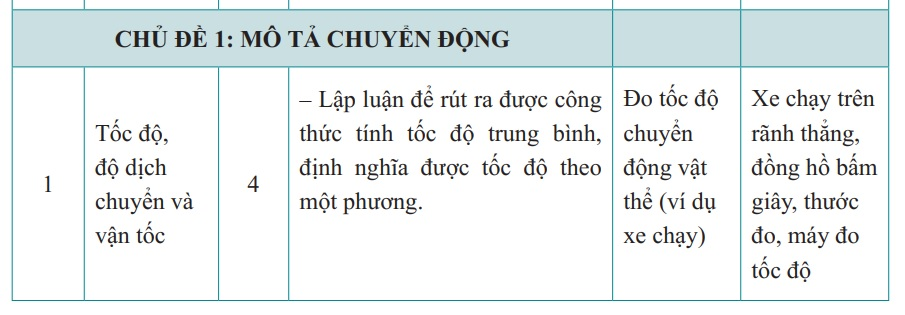 CHỦ ĐỀ 1: MÔ TẢ CHUYỂN ĐỘNG
1
Tốc độ,
độ dịch
chuyển và
vận tốc
4
– Lập luận để rút ra được công
thức tính tốc độ trung bình,
định nghĩa được tốc độ theo
một phương.
Đo tốc độ
chuyển
động vật
thể (ví dụ
xe chạy)
Xe chạy trên
rãnh thẳng,
đồng hồ bấm
giây, thước
đo, máy đo
tốc độ